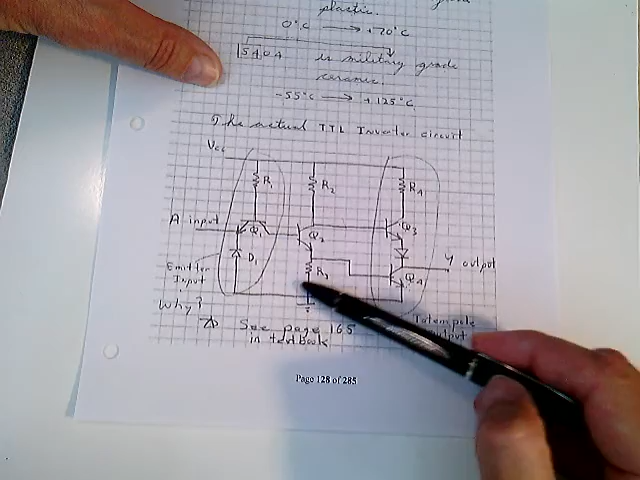 plastic.
0°C → +70°C
5404 is military grade
ceramic.
-55°C → +125°C
The actual TTL Inverter circuit
Vcc
R1
R2
R4
A input
Q1
Q2
Q3
D1
Y output
Emitter
Input
R3
Q4
Why?
Totempole
output
See page 165
in textbook
Page 128 of 285